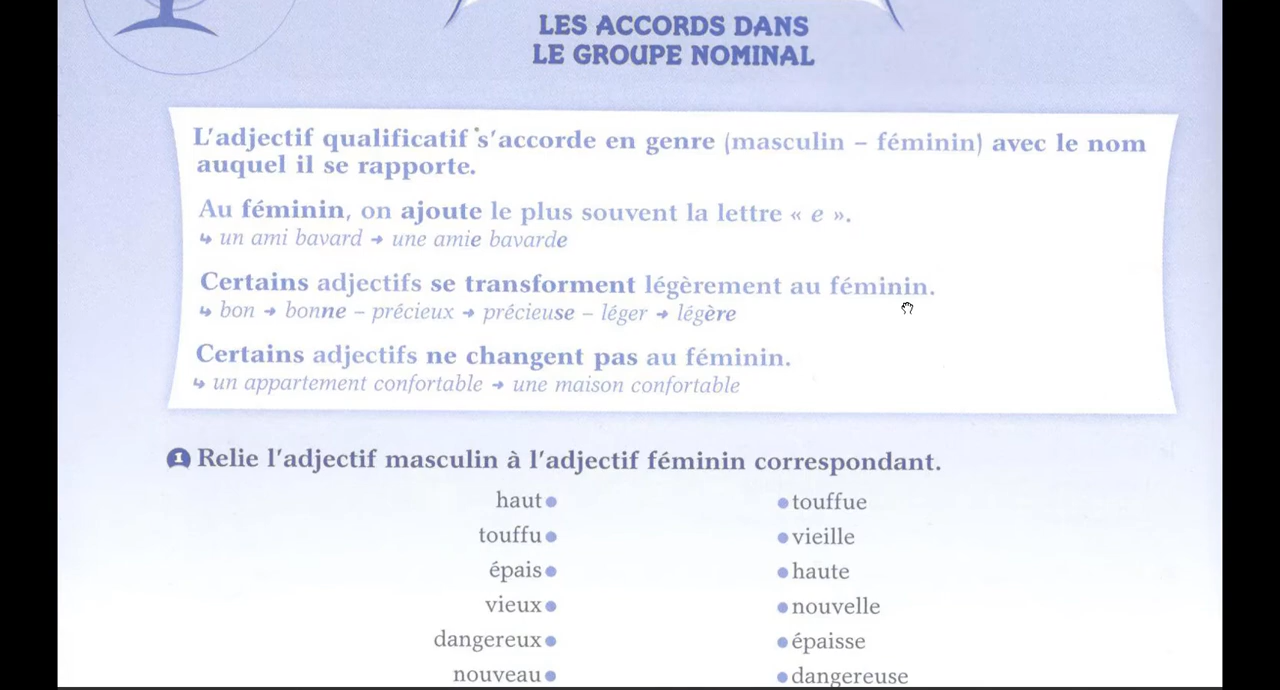 LES ACCORDS DANS
LE GROUPE NOMINAL
L'adjectif qualificatif s'accorde en genre (masculin – féminin) avec le nom
auquel il se rapporte.
Au féminin, on ajoute le plus souvent la lettre « e ».
↳ un ami bavard → une amie bavarde
Certains adjectifs se transforment légèrement au féminin.
↳ bon → bonne – précieux → précieuse – léger → légère
Certains adjectifs ne changent pas au féminin.
↳ un appartement confortable → une maison confortable
1 Relie l'adjectif masculin à l'adjectif féminin correspondant.
haut • • touffue
touffu • • vieille
épais • • haute
vieux • • nouvelle
dangereux • • épaisse
nouveau • • dangereuse